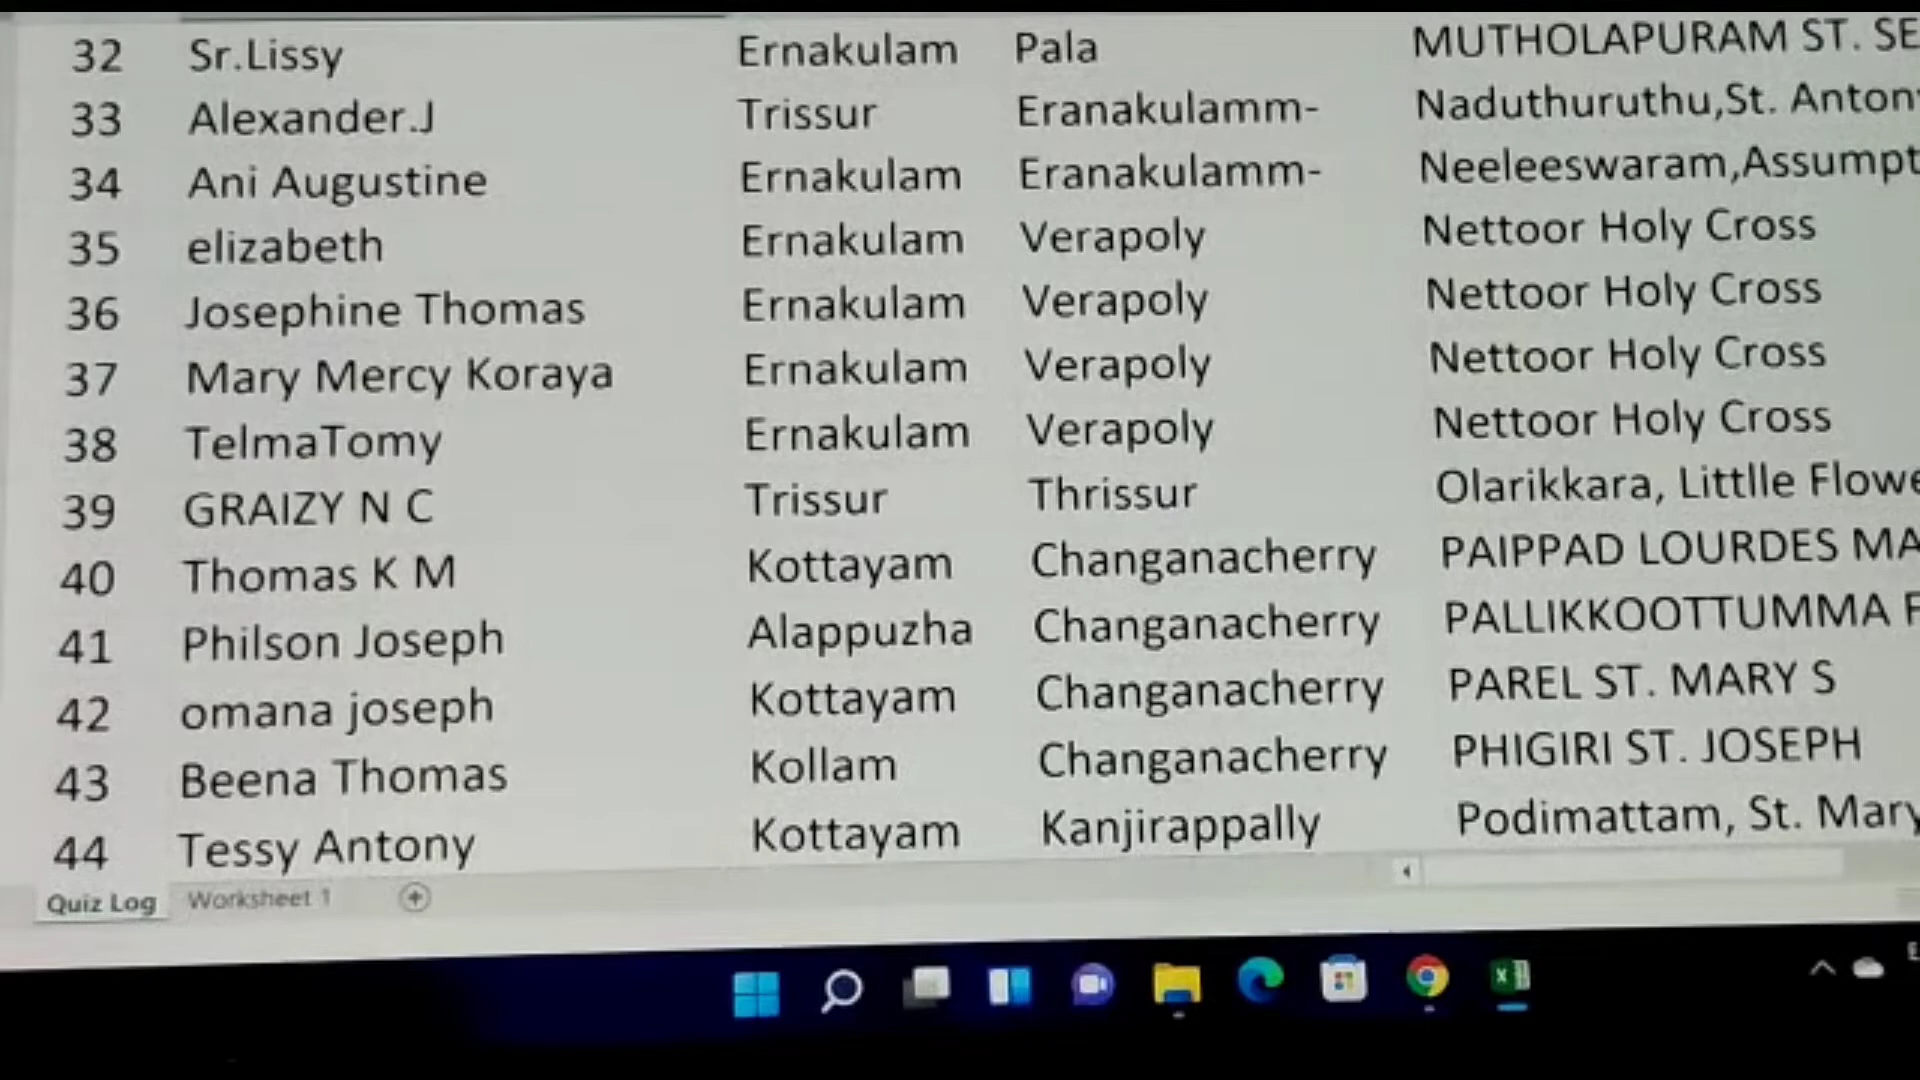 32 Sr.Lissy Ernakulam Pala MUTHOLAPURAM ST. SE
33 Alexander.J Trissur Eranakulamm- Naduthuruthu,St. Anton
34 Ani Augustine Ernakulam Eranakulamm- Neeleeswaram,Assumpt
35 elizabeth Ernakulam Verapoly Nettoor Holy Cross
36 Josephine Thomas Ernakulam Verapoly Nettoor Holy Cross
37 Mary Mercy Koraya Ernakulam Verapoly Nettoor Holy Cross
38 TelmaTomy Ernakulam Verapoly Nettoor Holy Cross
39 GRAIZY N C Trissur Thrissur Olarikkara, Littlle Flowe
40 Thomas K M Kottayam Changanacherry PAIPPAD LOURDES MA
41 Philson Joseph Alappuzha Changanacherry PALLIKKOOTTUMMA F
42 omana joseph Kottayam Changanacherry PAREL ST. MARY S
43 Beena Thomas Kollam Changanacherry PHIGIRI ST. JOSEPH
44 Tessy Antony Kottayam Kanjirappally Podimattam, St. Mary
Quiz Log Worksheet 1